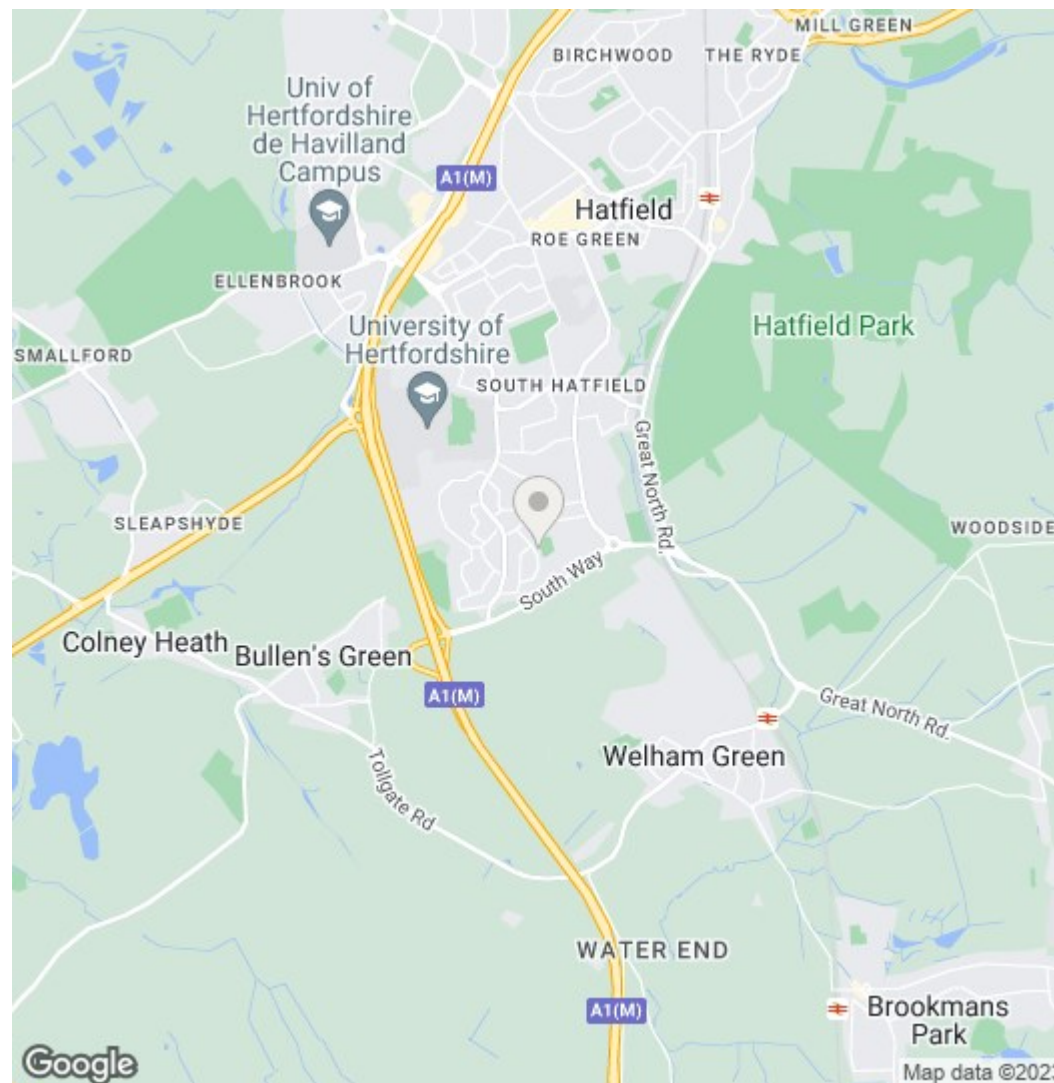 MILL GREEN
BIRCHWOOD
THE RYDE
Univ of
Hertfordshire
de Havilland
Campus
A1(M)
Hatfield
ROE GREEN
ELLENBROOK
University of
Hertfordshire
Hatfield Park
SMALLFORD
SOUTH HATFIELD
Great North Rd.
SLEAPSHYDE
WOODSIDE
South Way
Colney Heath
Bullen's Green
A1(M)
Great North Rd.
Tollgate Rd
Welham Green
WATER END
A1(M)
Brookmans
Park
Google
Map data ©2023